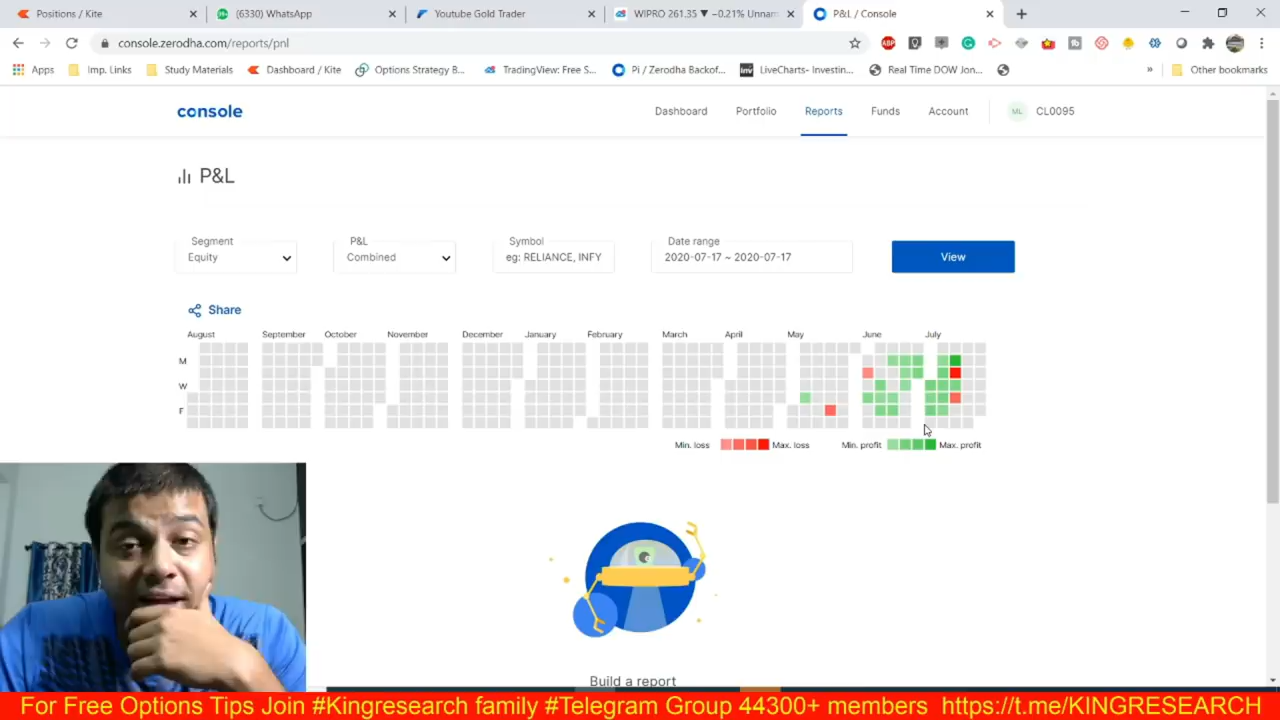 Positions / Kite
(6330) WhatsApp
Youtube Gold Trader
WIPRO 261.35 ▼ −0.21% Unnam
P&L / Console
console.zerodha.com/reports/pnl
ABP
Apps
Imp. Links
Study Materials
Dashboard / Kite
Options Strategy B...
TradingView: Free S...
Pi / Zerodha Backof...
Inv
LiveCharts- Investin...
Real Time DOW Jon...
»
Other bookmarks
console
Dashboard
Portfolio
Reports
Funds
Account
ML
CL0095
P&L
Segment
P&L
Symbol
Date range
Equity
Combined
eg: RELIANCE, INFY
2020-07-17 ~ 2020-07-17
View
Share
August
September
October
November
December
January
February
March
April
May
June
July
M
W
F
Min. loss
Max. loss
Min. profit
Max. profit
Build a report
For Free Options Tips Join #Kingresearch family #Telegram Group 44300+ members https://t.me/KINGRESEARCH